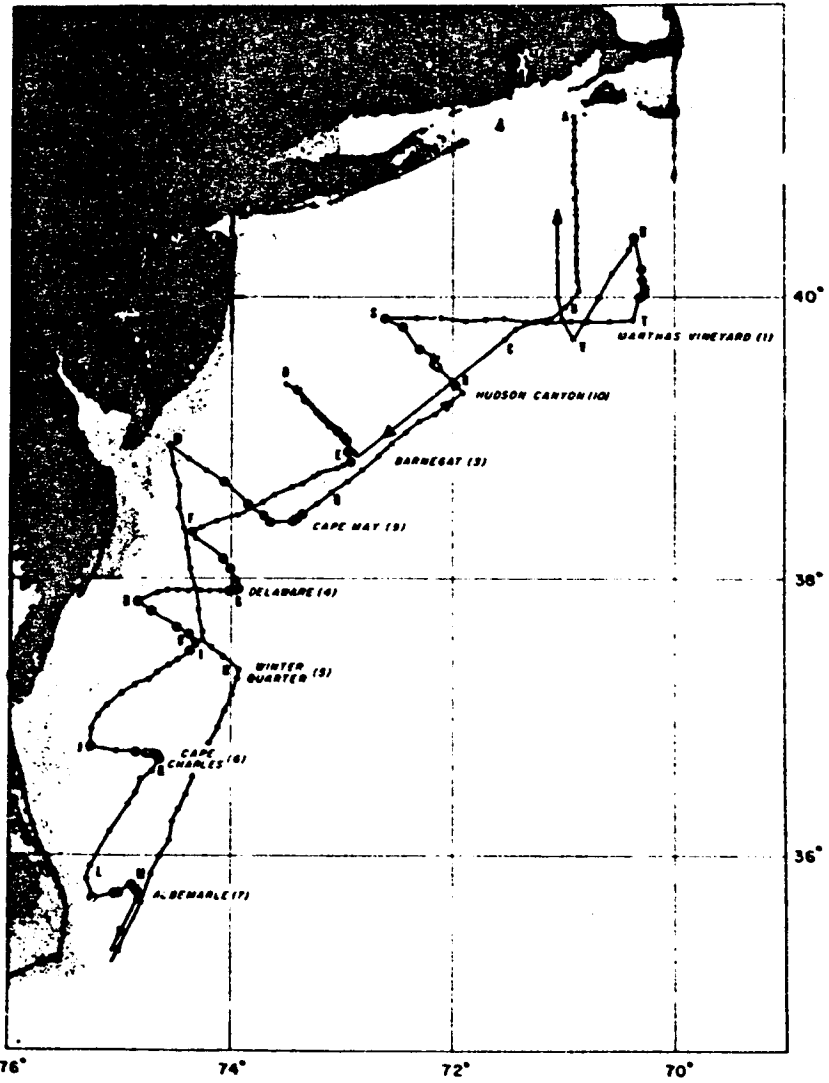 A
40°
S
T
MARTHAS VINEYARD (1)
C
HUDSON CANYON (10)
E
BARNEGAT (3)
F
CAPE MAY (9)
38°
DELAWARE (4)
I
K
WINTER
QUARTER (5)
J
CAPE
CHARLES (6)
36°
L
M
ALBEMARLE (7)
76°
74°
72°
70°